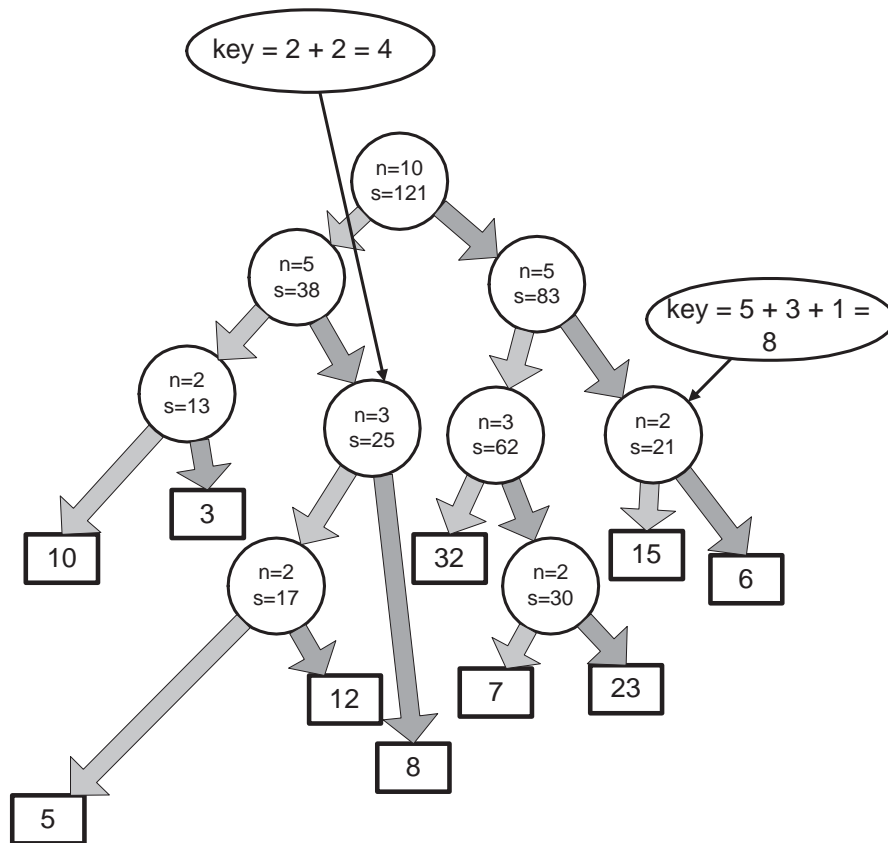 key = 2 + 2 = 4
n=10
s=121
n=5
s=38
n=5
s=83
key = 5 + 3 + 1 =
8
n=2
s=13
n=3
s=25
n=3
s=62
n=2
s=21
10
3
32
15
6
n=2
s=17
n=2
s=30
12
7
23
8
5